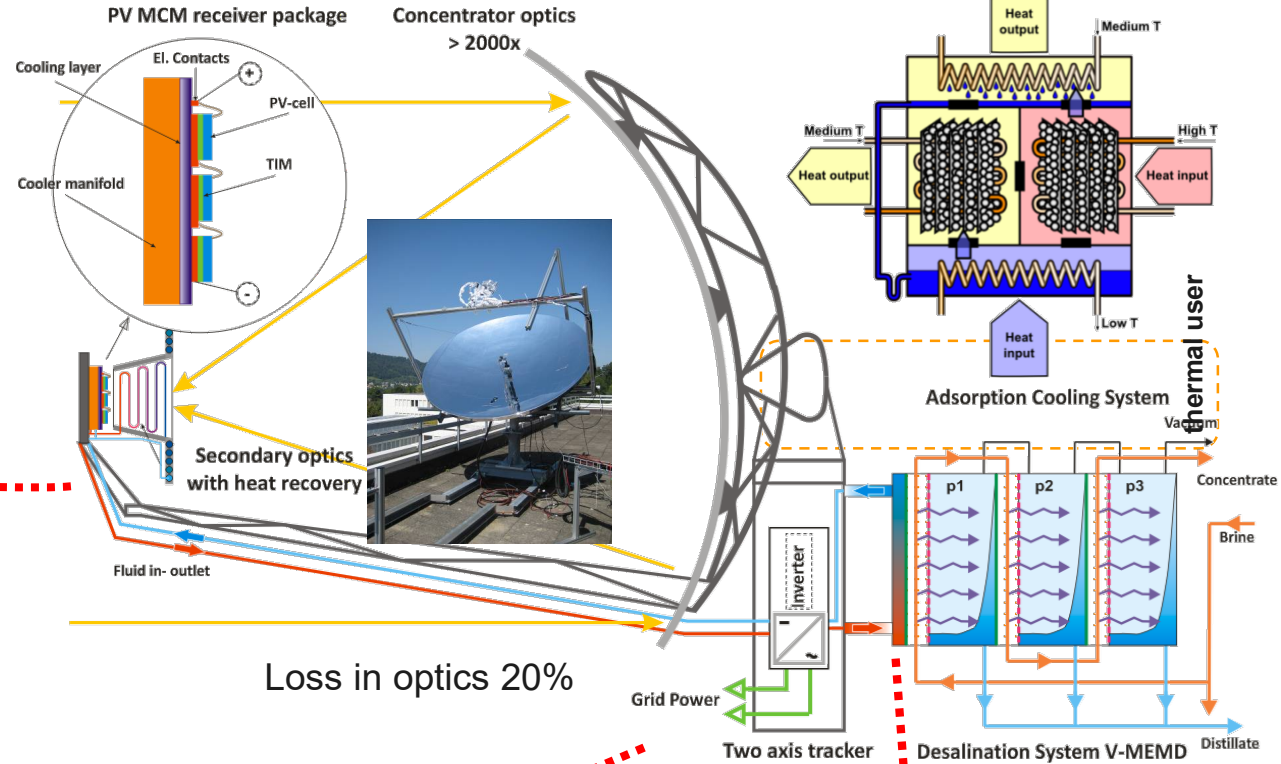 PV MCM receiver package
Concentrator optics
> 2000x
Cooling layer
El. Contacts
+
PV-cell
TIM
Cooler manifold
-
Heat
output
Medium T
Medium T
High T
Heat output
Heat input
Low T
Heat
input
Adsorption Cooling System
thermal user
Secondary optics
with heat recovery
Fluid in- outlet
Loss in optics 20%
Inverter
Grid Power
Two axis tracker
Vacuum
p1
p2
p3
Concentrate
Brine
Distillate
Desalination System V-MEMD